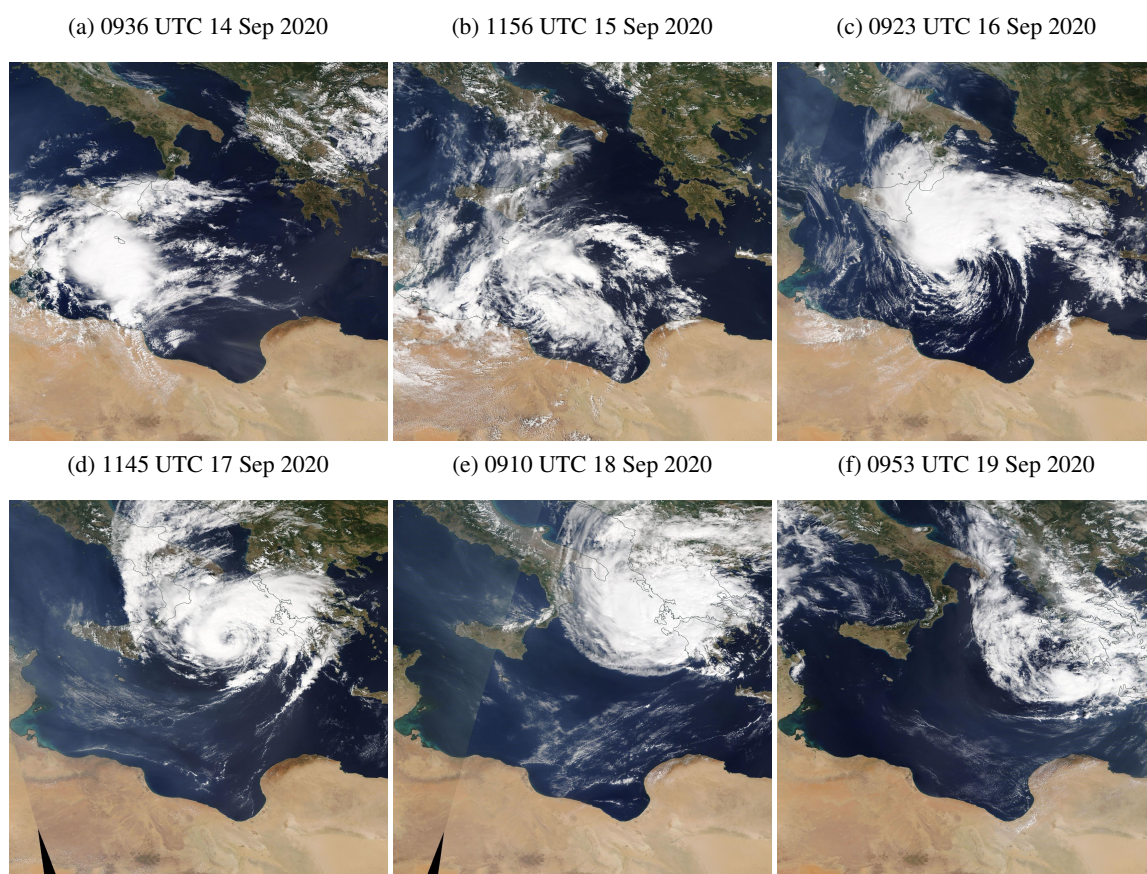 (a) 0936 UTC 14 Sep 2020
(b) 1156 UTC 15 Sep 2020
(c) 0923 UTC 16 Sep 2020
(d) 1145 UTC 17 Sep 2020
(e) 0910 UTC 18 Sep 2020
(f) 0953 UTC 19 Sep 2020